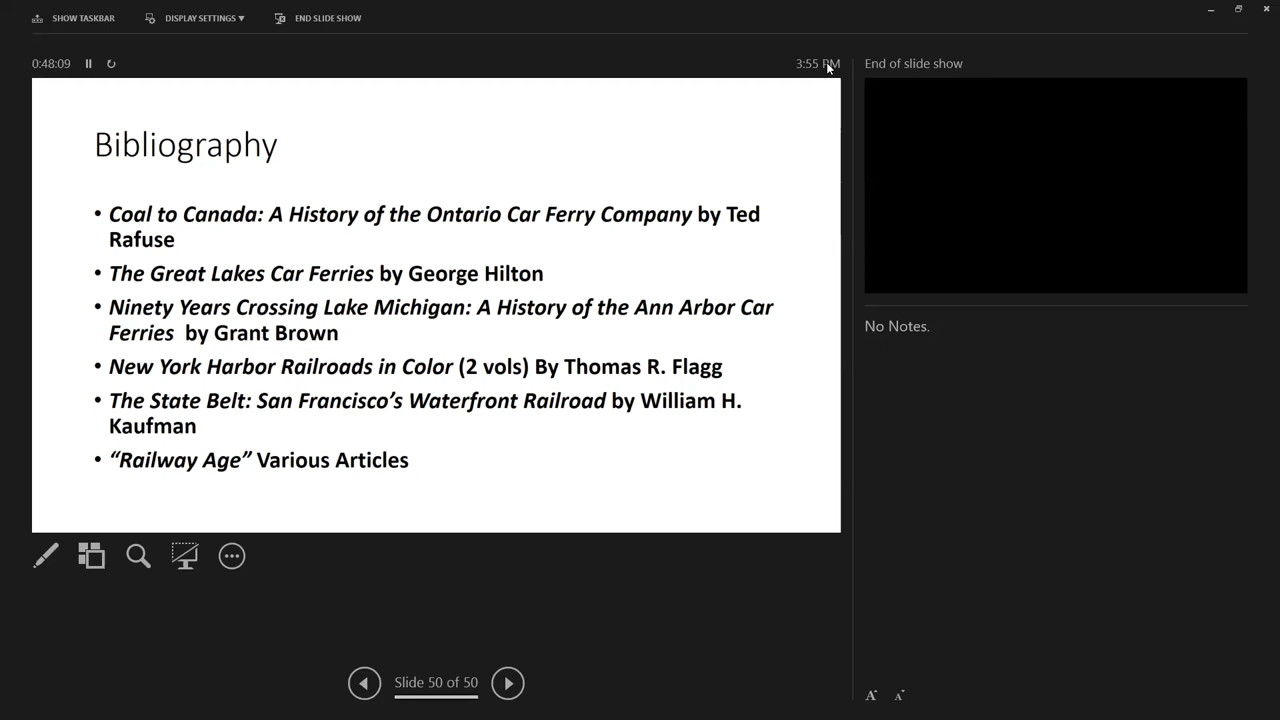 SHOW TASKBAR DISPLAY SETTINGS ▼ END SLIDE SHOW
0:48:09 3:55 PM End of slide show
Bibliography
• Coal to Canada: A History of the Ontario Car Ferry Company by Ted
Rafuse
• The Great Lakes Car Ferries by George Hilton
• Ninety Years Crossing Lake Michigan: A History of the Ann Arbor Car
Ferries by Grant Brown
• New York Harbor Railroads in Color (2 vols) By Thomas R. Flagg
• The State Belt: San Francisco’s Waterfront Railroad by William H.
Kaufman
• “Railway Age” Various Articles
No Notes.
Slide 50 of 50
A A